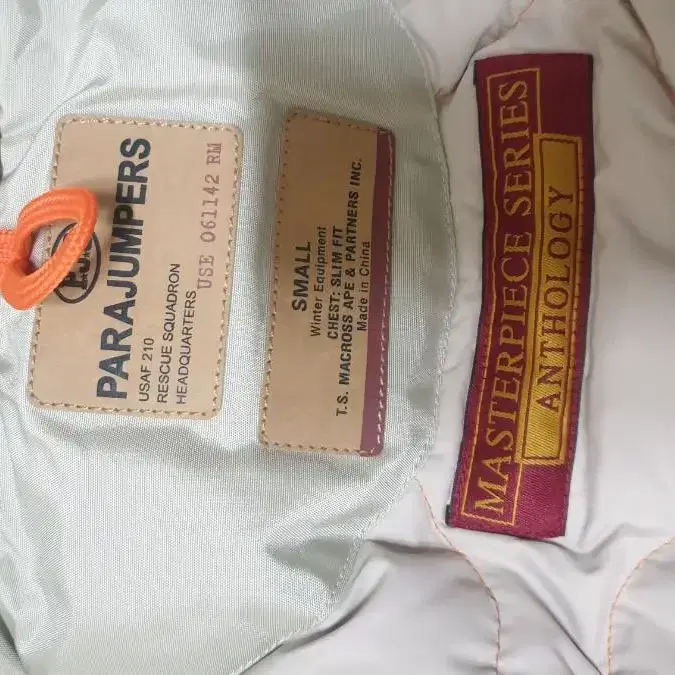 PARAJUMPERS
USAF 210
RESCUE SQUADRON
HEADQUARTERS
USE 061142 RM
SMALL
Winter Equipment
CHEST: SLIM FIT
T.S. MACROSS APE & PARTNERS INC.
Made in China
MASTERPIECE SERIES
ANTHOLOGY